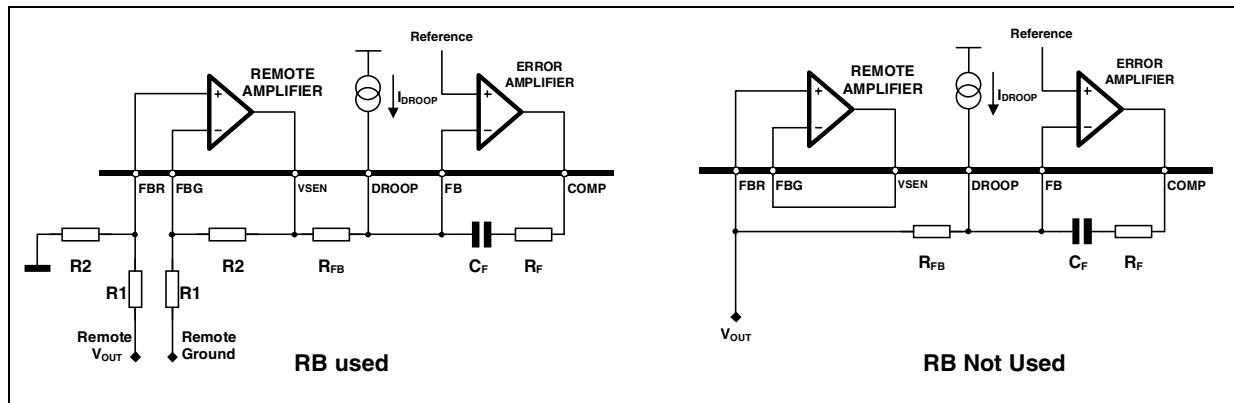 Reference
REMOTE
AMPLIFIER
ERROR
AMPLIFIER
IDROOP
FBR
FBG
VSEN
DROOP
FB
COMP
R2
R2
RFB
CF
RF
R1
R1
Remote
VOUT
Remote
Ground
RB used
Reference
REMOTE
AMPLIFIER
ERROR
AMPLIFIER
IDROOP
FBR
FBG
VSEN
DROOP
FB
COMP
RFB
CF
RF
VOUT
RB Not Used